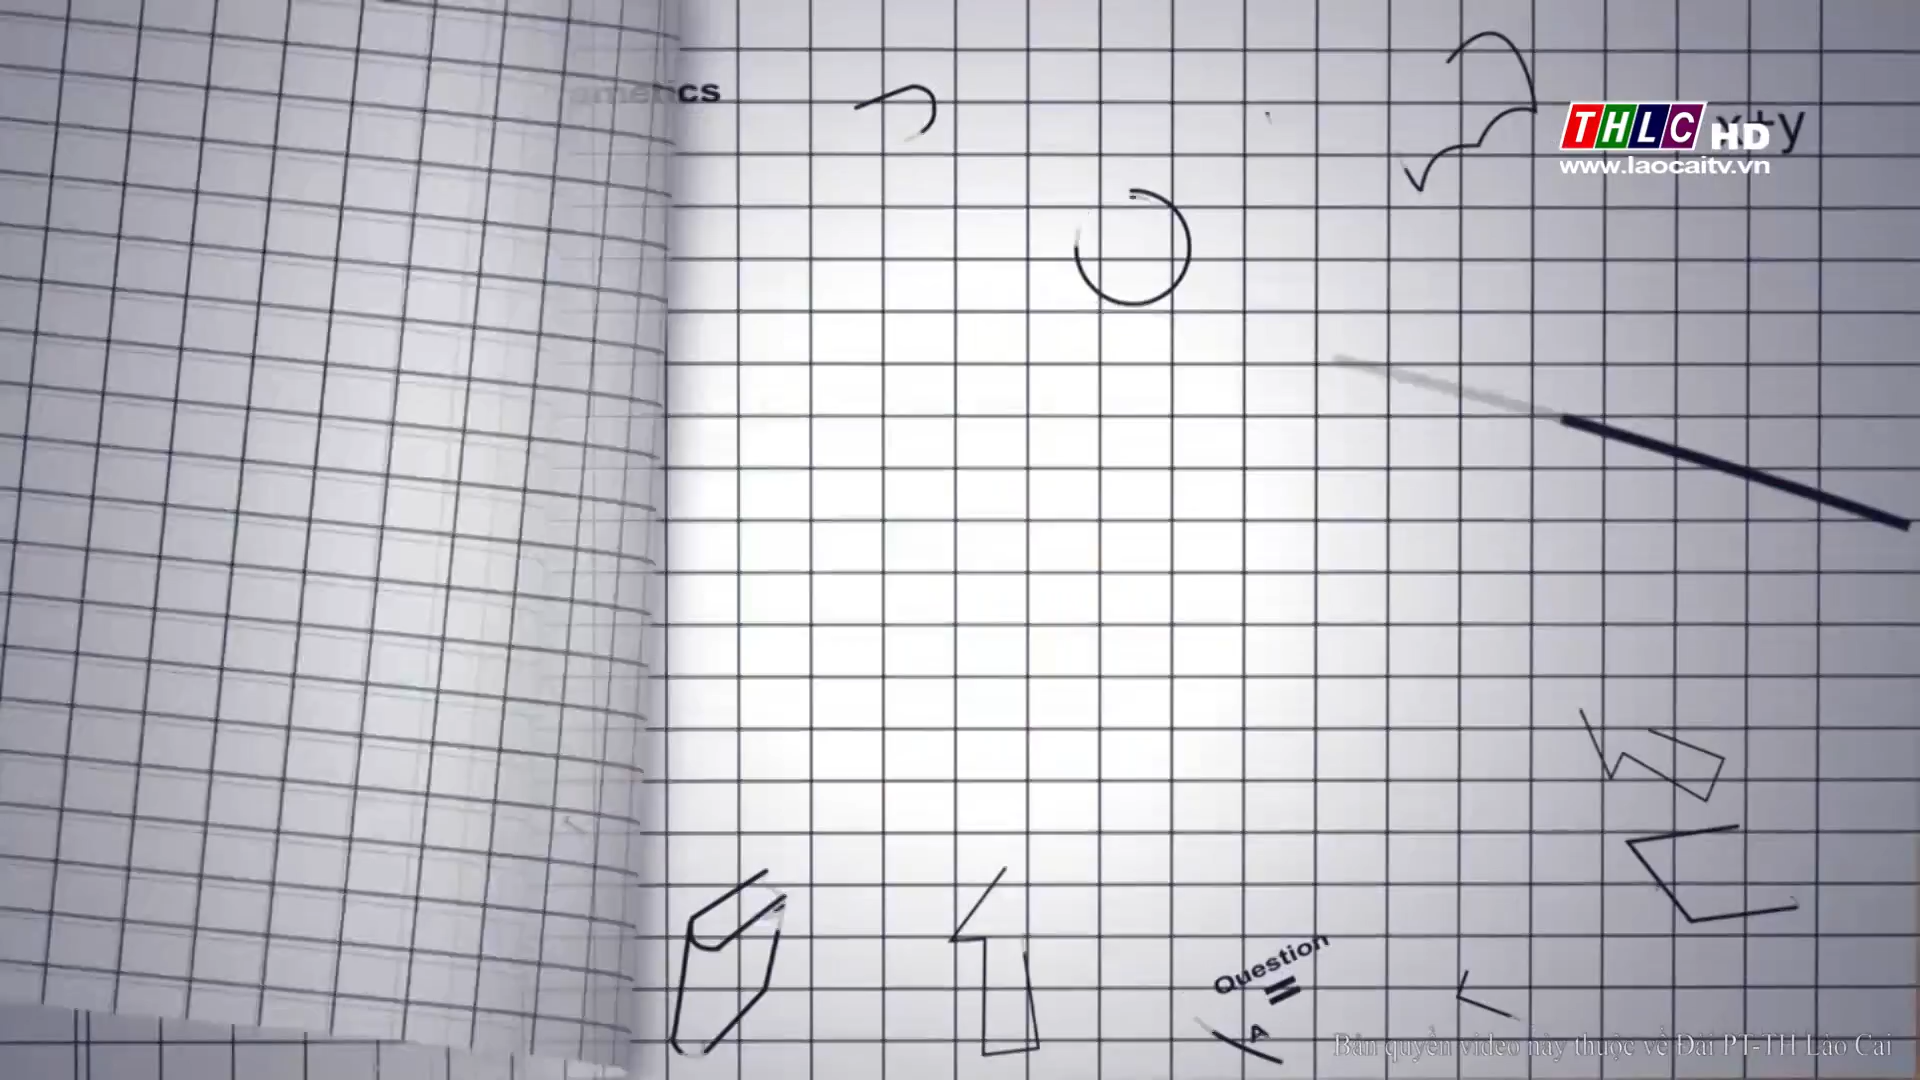 THLC HD
x+y
www.laocaitv.vn
Question
=
A
Bản quyền video này thuộc về Đài PT-TH Lào Cai